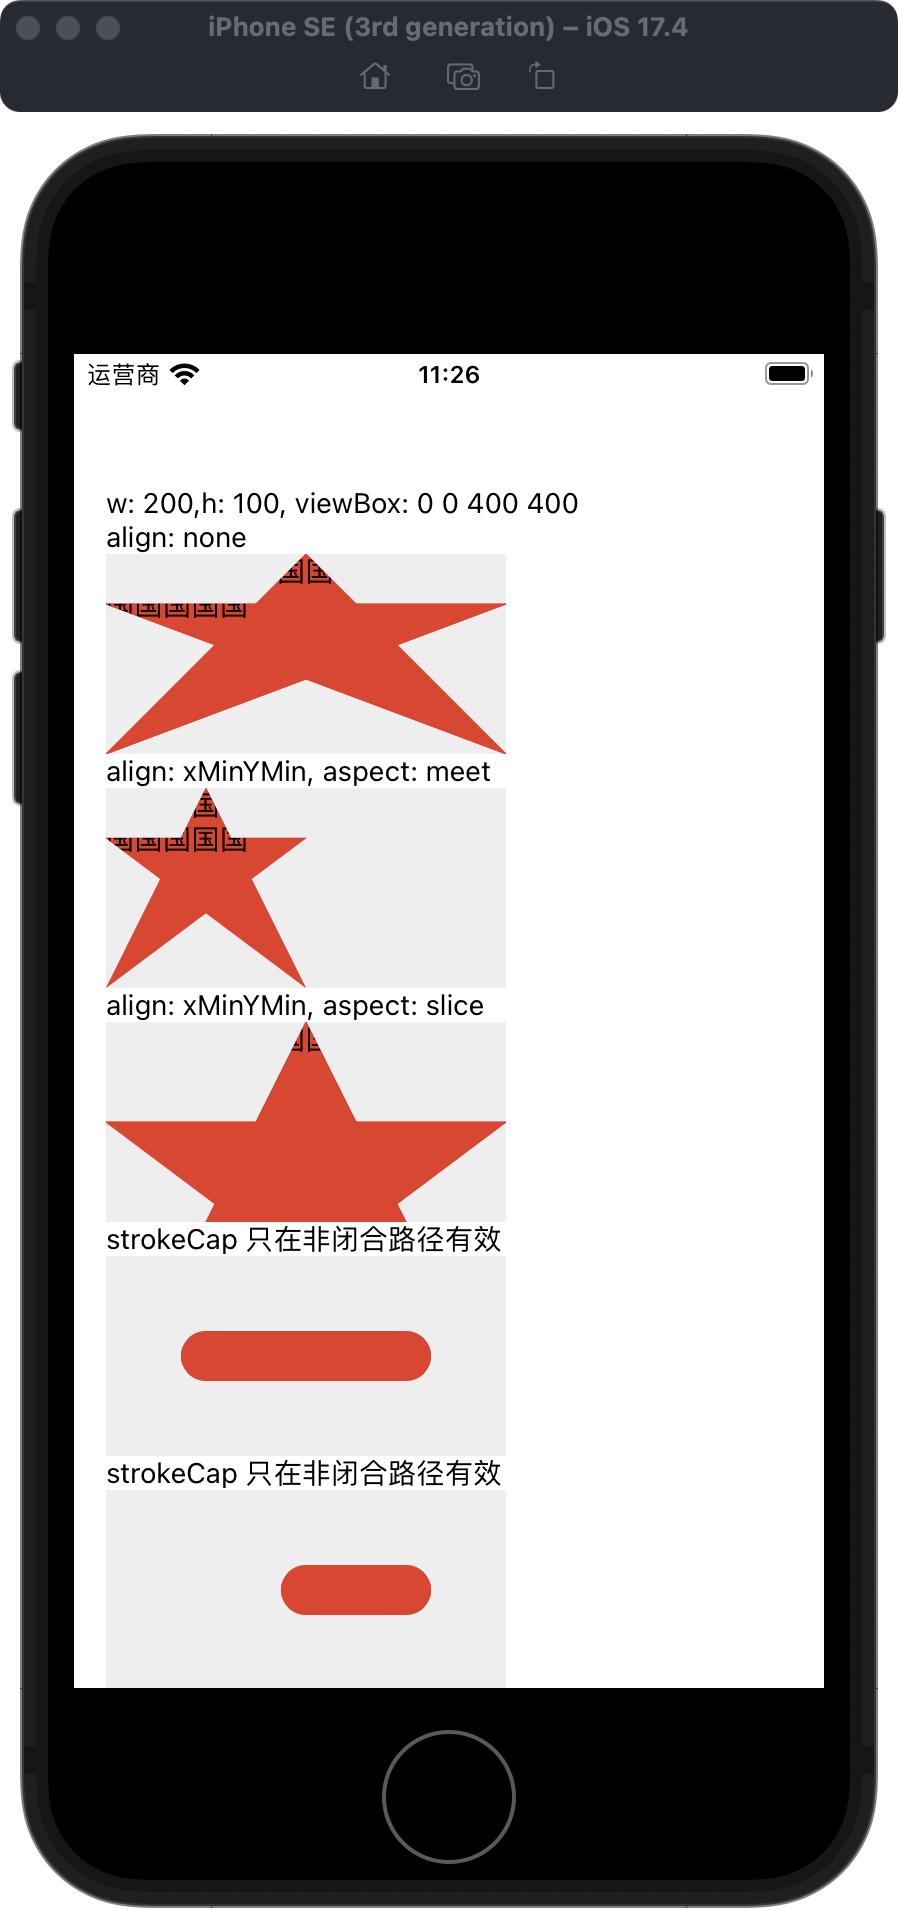 iPhone SE (3rd generation) – iOS 17.4
运营商
11:26
w: 200,h: 100, viewBox: 0 0 400 400
align: none
国国
国国国国国
align: xMinYMin, aspect: meet
国
国国国国国
align: xMinYMin, aspect: slice
国国
strokeCap 只在非闭合路径有效
strokeCap 只在非闭合路径有效